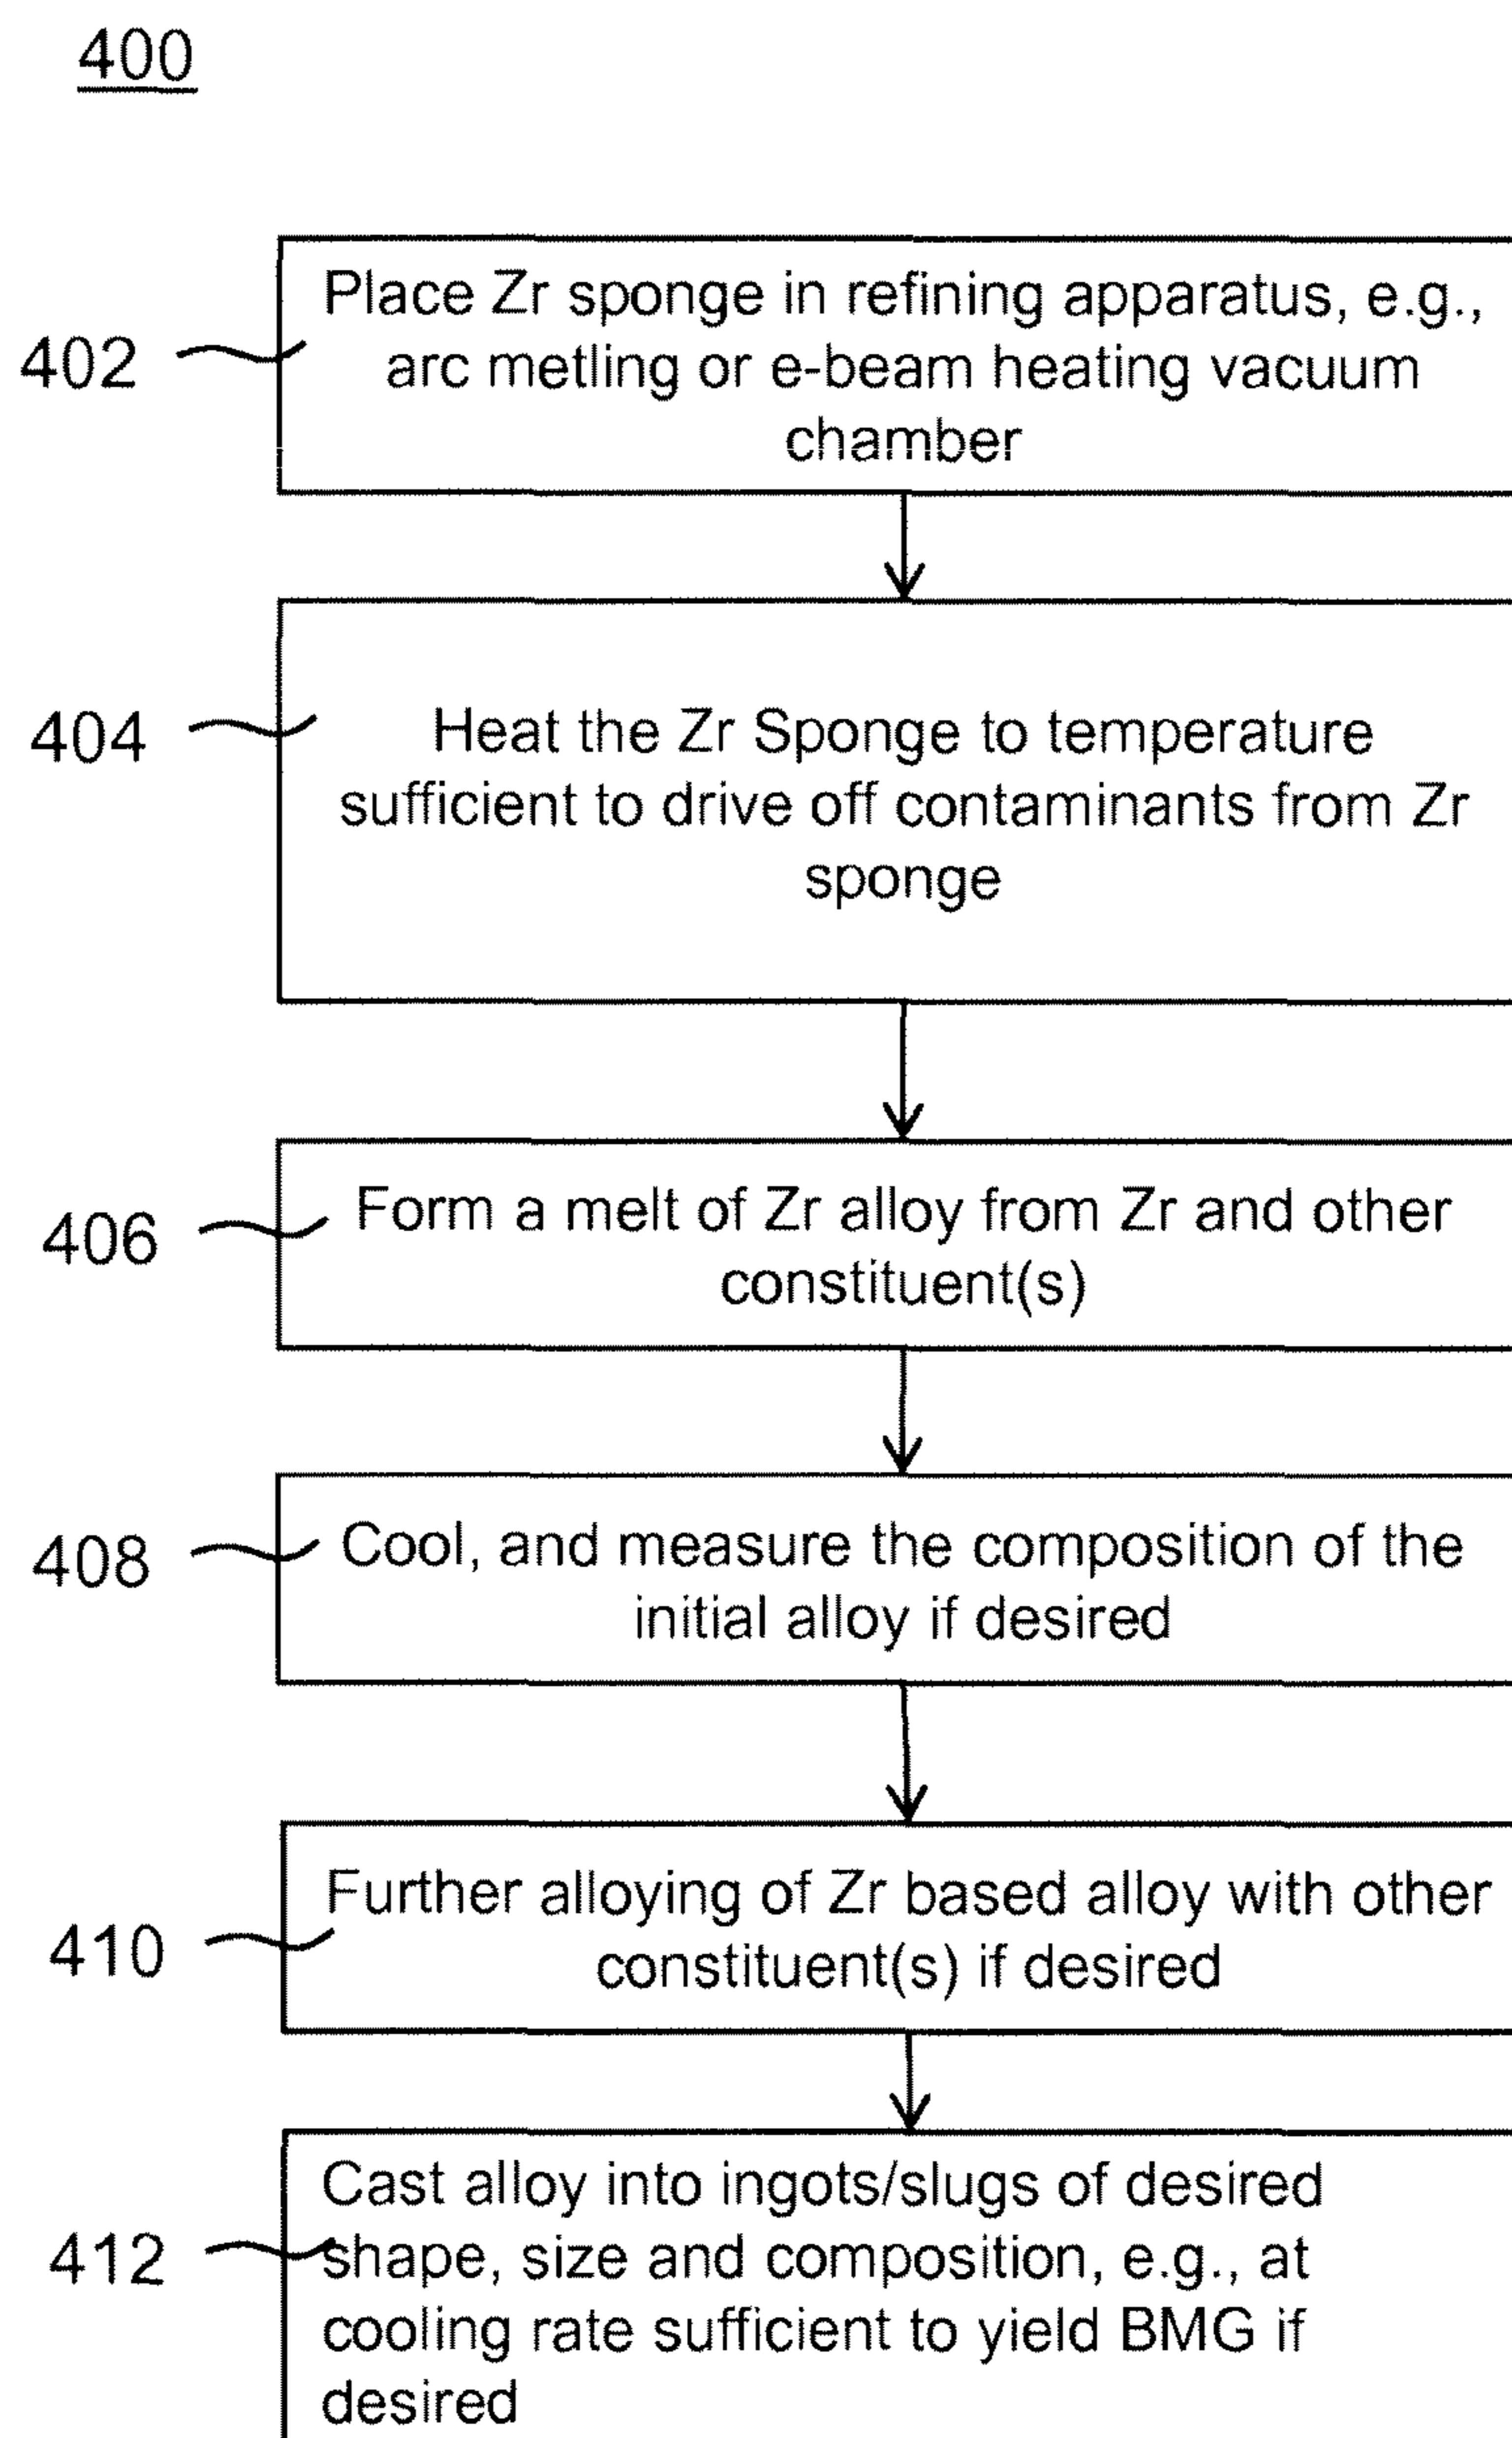 400
402
Place Zr sponge in refining apparatus, e.g.,
arc metling or e-beam heating vacuum
chamber
404
Heat the Zr Sponge to temperature
sufficient to drive off contaminants from Zr
sponge
406
Form a melt of Zr alloy from Zr and other
constituent(s)
408
Cool, and measure the composition of the
initial alloy if desired
410
Further alloying of Zr based alloy with other
constituent(s) if desired
412
Cast alloy into ingots/slugs of desired
shape, size and composition, e.g., at
cooling rate sufficient to yield BMG if
desired